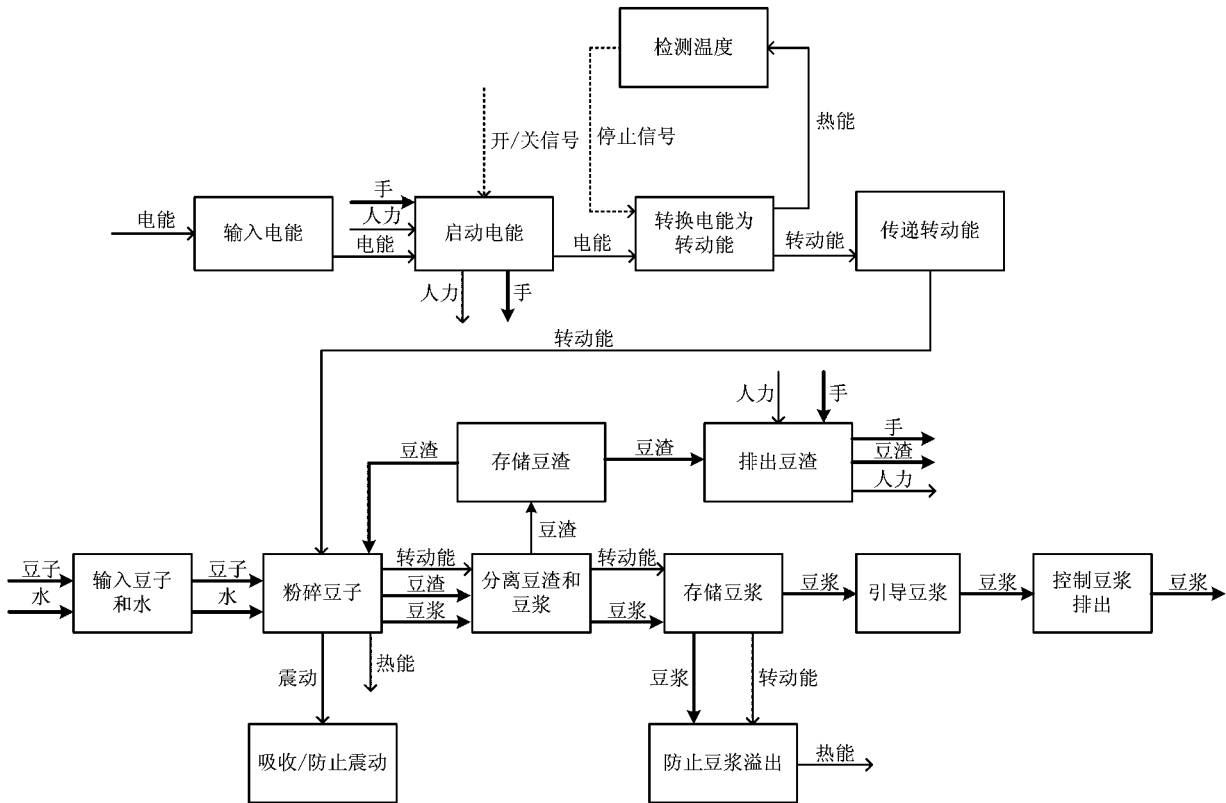 检测温度
热能
开/关信号
停止信号
手
电能
输入电能
人力
启动电能
转换电能为
转动能
传递转动能
电能
电能
转动能
人力
手
转动能
人力
手
手
豆渣
存储豆渣
豆渣
排出豆渣
豆渣
人力
豆渣
豆子
水
输入豆子
和水
豆子
水
粉碎豆子
转动能
豆渣
豆浆
分离豆渣和
豆浆
转动能
豆浆
存储豆浆
豆浆
引导豆浆
豆浆
控制豆浆
排出
豆浆
震动
热能
豆浆
转动能
吸收/防止震动
防止豆浆溢出
热能